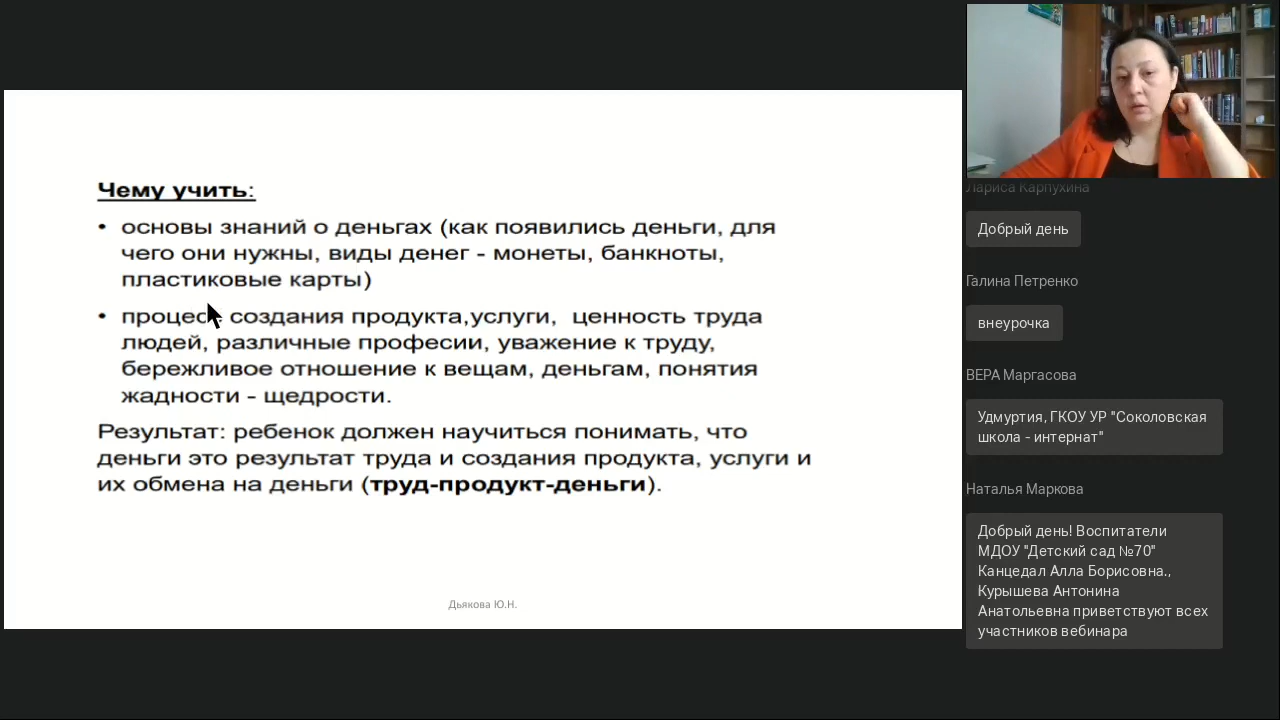 Чему учить:
• основы знаний о деньгах (как появились деньги, для
чего они нужны, виды денег - монеты, банкноты,
пластиковые карты)
• процесс создания продукта,услуги,  ценность труда
людей, различные професии, уважение к труду,
бережливое отношение к вещам, деньгам, понятия
жадности - щедрости.
Результат: ребенок должен научиться понимать, что
деньги это результат труда и создания продукта, услуги и
их обмена на деньги (труд-продукт-деньги).
Дьякова Ю.Н.
Лариса Карпухина
Добрый день
Галина Петренко
внеурочка
ВЕРА Маргасова
Удмуртия, ГКОУ УР "Соколовская
школа - интернат"
Наталья Маркова
Добрый день! Воспитатели
МДОУ "Детский сад №70"
Канцедал Алла Борисовна.,
Курышева Антонина
Анатольевна приветствуют всех
участников вебинара